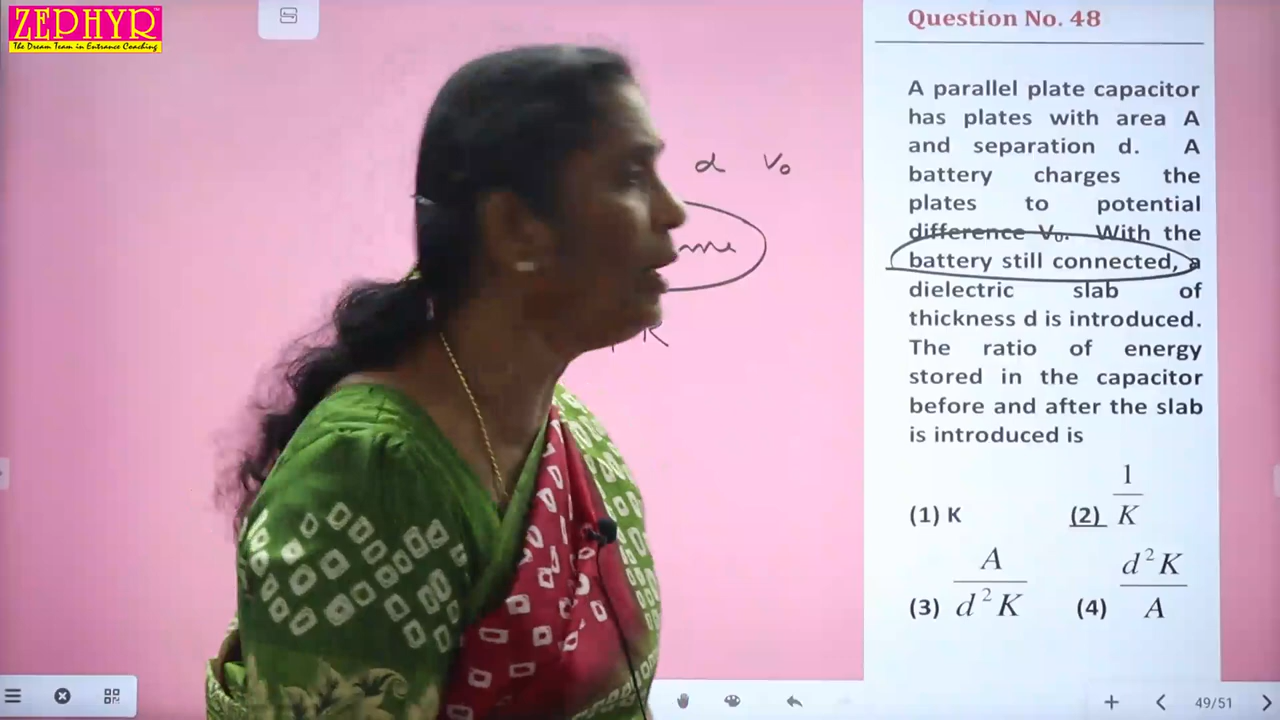 ZEPHYR
The Dream Team in Entrance Coaching
Question No. 48
A parallel plate capacitor
has plates with area A
and separation d. A
battery charges the
plates to potential
difference V₀. With the
battery still connected, a
dielectric slab of
thickness d is introduced.
The ratio of energy
stored in the capacitor
before and after the slab
is introduced is
(1) K (2) 1/K
(3) A/d²K (4) d²K/A
d V₀
K
49/51